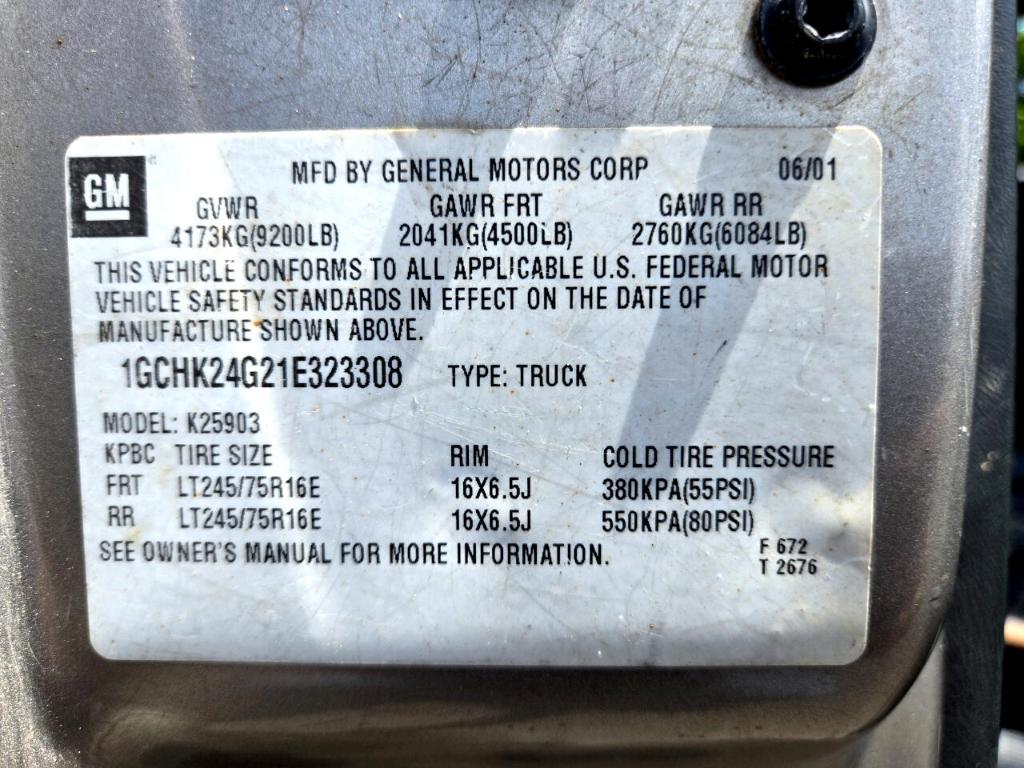 GM
MFD BY GENERAL MOTORS CORP 06/01
GVWR GAWR FRT GAWR RR
4173KG(9200LB) 2041KG(4500LB) 2760KG(6084LB)
THIS VEHICLE CONFORMS TO ALL APPLICABLE U.S. FEDERAL MOTOR
VEHICLE SAFETY STANDARDS IN EFFECT ON THE DATE OF
MANUFACTURE SHOWN ABOVE.
1GCHK24G21E323308 TYPE: TRUCK
MODEL: K25903
KPBC TIRE SIZE RIM COLD TIRE PRESSURE
FRT LT245/75R16E 16X6.5J 380KPA(55PSI)
RR LT245/75R16E 16X6.5J 550KPA(80PSI)
SEE OWNER'S MANUAL FOR MORE INFORMATION. F 672
T 2676